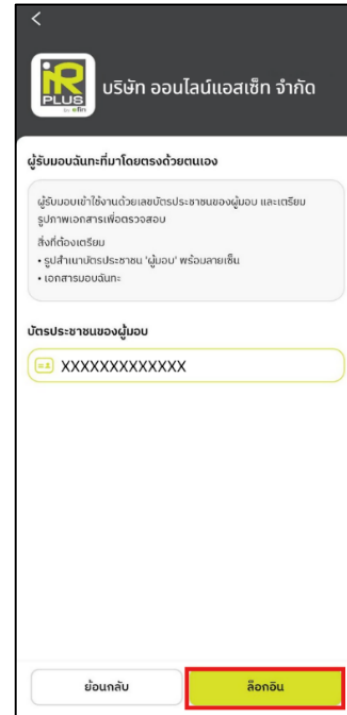 iR
PLUS
by efin
บริษัท ออนไลน์แอสเซ็ท จำกัด
ผู้รับมอบฉันทะที่มาโดยตรงด้วยตนเอง
ผู้รับมอบเข้าใช้งานด้วยเลขบัตรประชาชนของผู้มอบ และเตรียม
รูปภาพเอกสารเพื่อตรวจสอบ
สิ่งที่ต้องเตรียม
• รูปสำเนาบัตรประชาชน 'ผู้มอบ' พร้อมลายเซ็น
• เอกสารมอบฉันทะ
บัตรประชาชนของผู้มอบ
XXXXXXXXXXXXX
ย้อนกลับ
ล็อกอิน